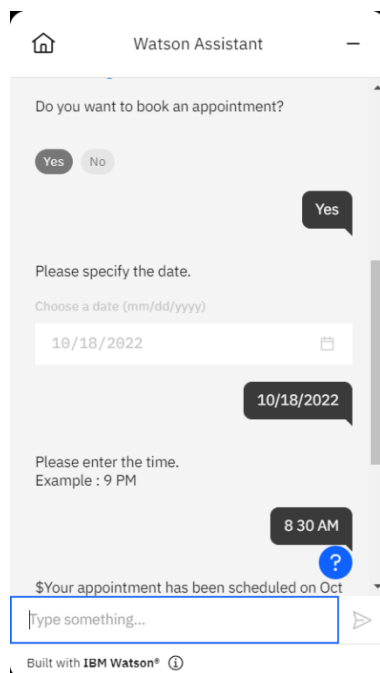 Watson Assistant
Do you want to book an appointment?
Yes
No
Yes
Please specify the date.
Choose a date (mm/dd/yyyy)
10/18/2022
10/18/2022
Please enter the time.
Example : 9 PM
8 30 AM
?
$Your appointment has been scheduled on Oct
Type something...
Built with IBM Watson®